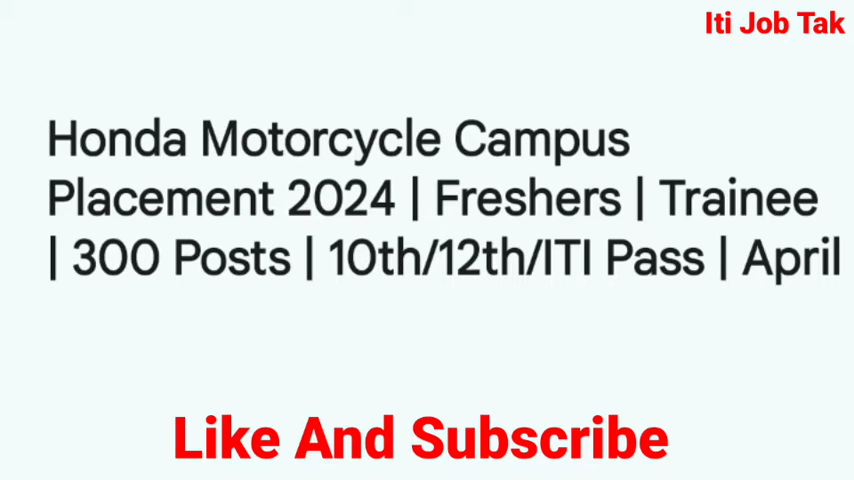 Iti Job Tak
Honda Motorcycle Campus
Placement 2024 | Freshers | Trainee
| 300 Posts | 10th/12th/ITI Pass | April
Like And Subscribe